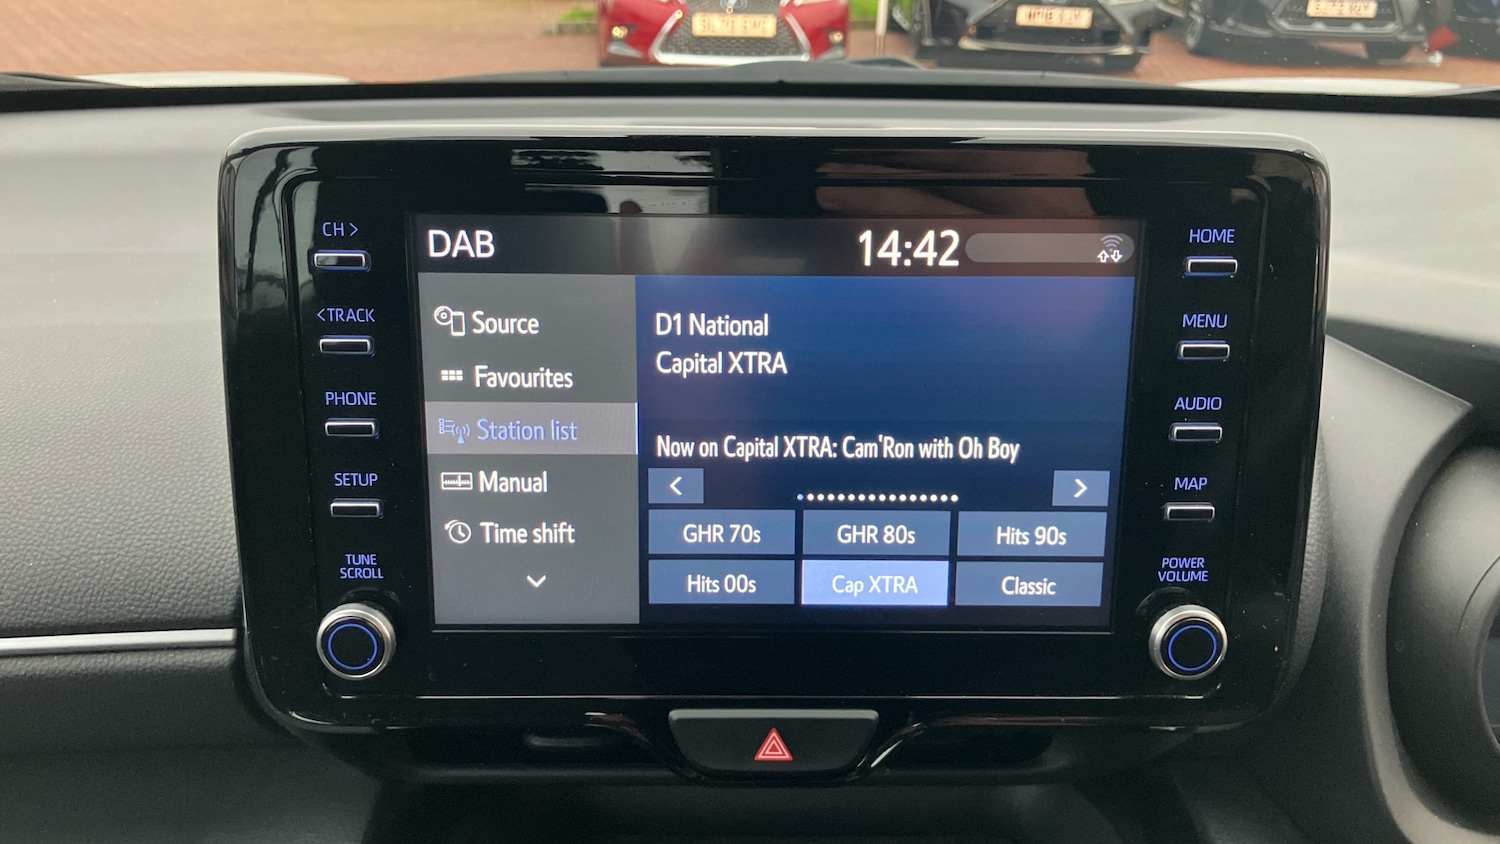 CH >
<TRACK
PHONE
SETUP
TUNE
SCROLL
DAB
14:42
Source
Favourites
Station list
Manual
Time shift
D1 National
Capital XTRA
Now on Capital XTRA: Cam'Ron with Oh Boy
<
>
GHR 70s
GHR 80s
Hits 90s
Hits 00s
Cap XTRA
Classic
HOME
MENU
AUDIO
MAP
POWER
VOLUME